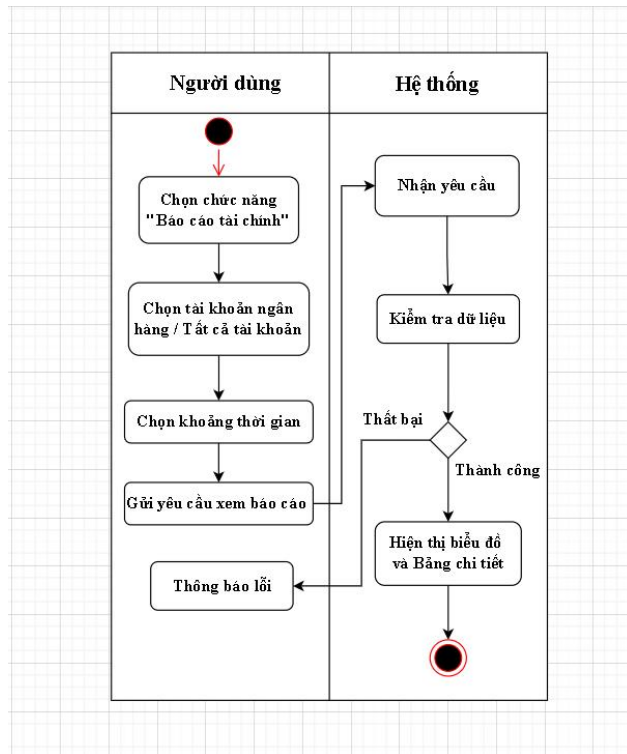 Người dùng
Hệ thống
Chọn chức năng
"Báo cáo tài chính"
Chọn tài khoản ngân
hàng / Tất cả tài khoản
Chọn khoảng thời gian
Gửi yêu cầu xem báo cáo
Thông báo lỗi
Nhận yêu cầu
Kiểm tra dữ liệu
Thất bại
Thành công
Hiện thị biểu đồ
và Bảng chi tiết